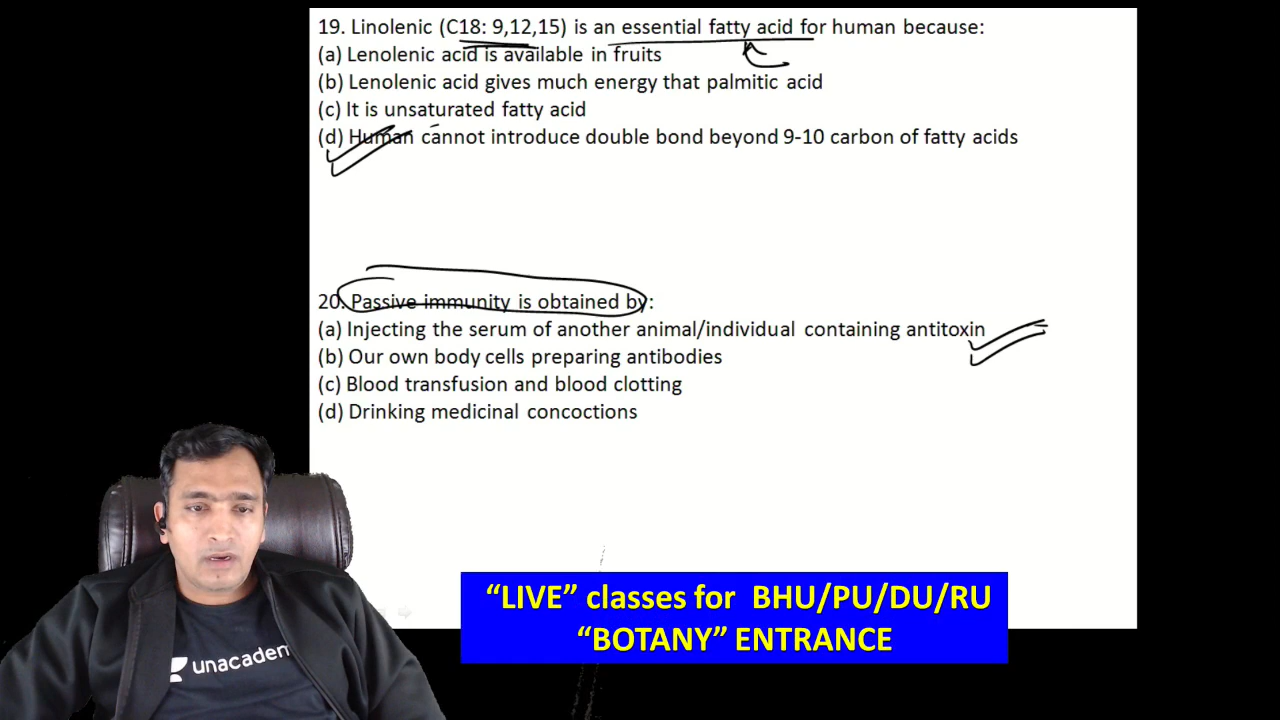 19. Linolenic (C18: 9,12,15) is an essential fatty acid for human because:
(a) Lenolenic acid is available in fruits
(b) Lenolenic acid gives much energy that palmitic acid
(c) It is unsaturated fatty acid
(d) Human cannot introduce double bond beyond 9-10 carbon of fatty acids
20. Passive immunity is obtained by:
(a) Injecting the serum of another animal/individual containing antitoxin
(b) Our own body cells preparing antibodies
(c) Blood transfusion and blood clotting
(d) Drinking medicinal concoctions
“LIVE” classes for BHU/PU/DU/RU
“BOTANY” ENTRANCE
unacadem